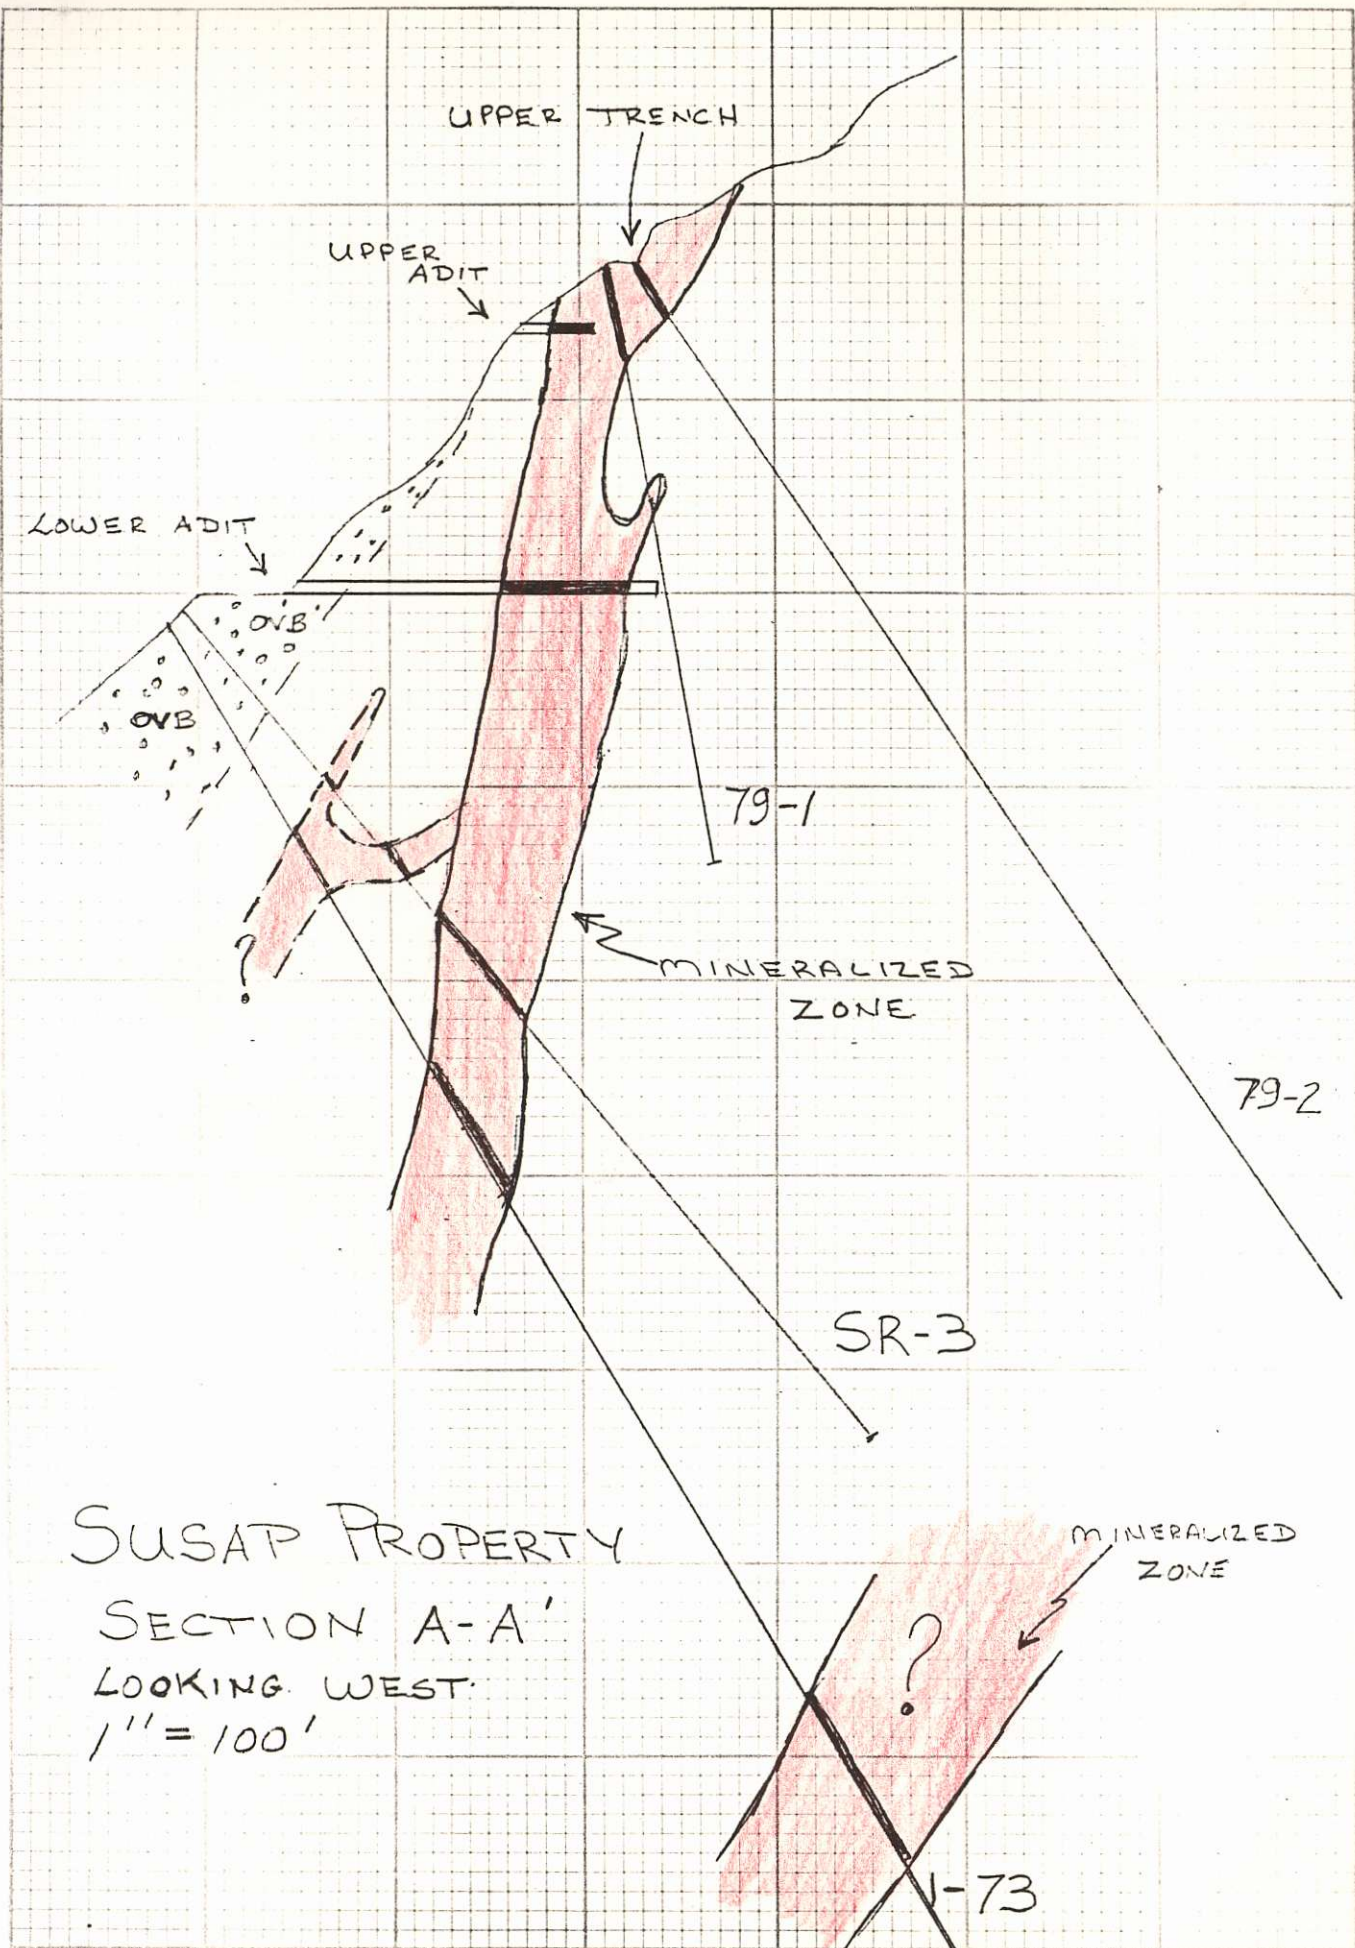 UPPER TRENCH
UPPER
ADIT
LOWER ADIT
OVB
OVB
79-1
?
MINERALIZED
ZONE
79-2
SR-3
SUSAP PROPERTY
SECTION A-A'
LOOKING WEST.
1" = 100'
MINERALIZED
ZONE
?
1-73